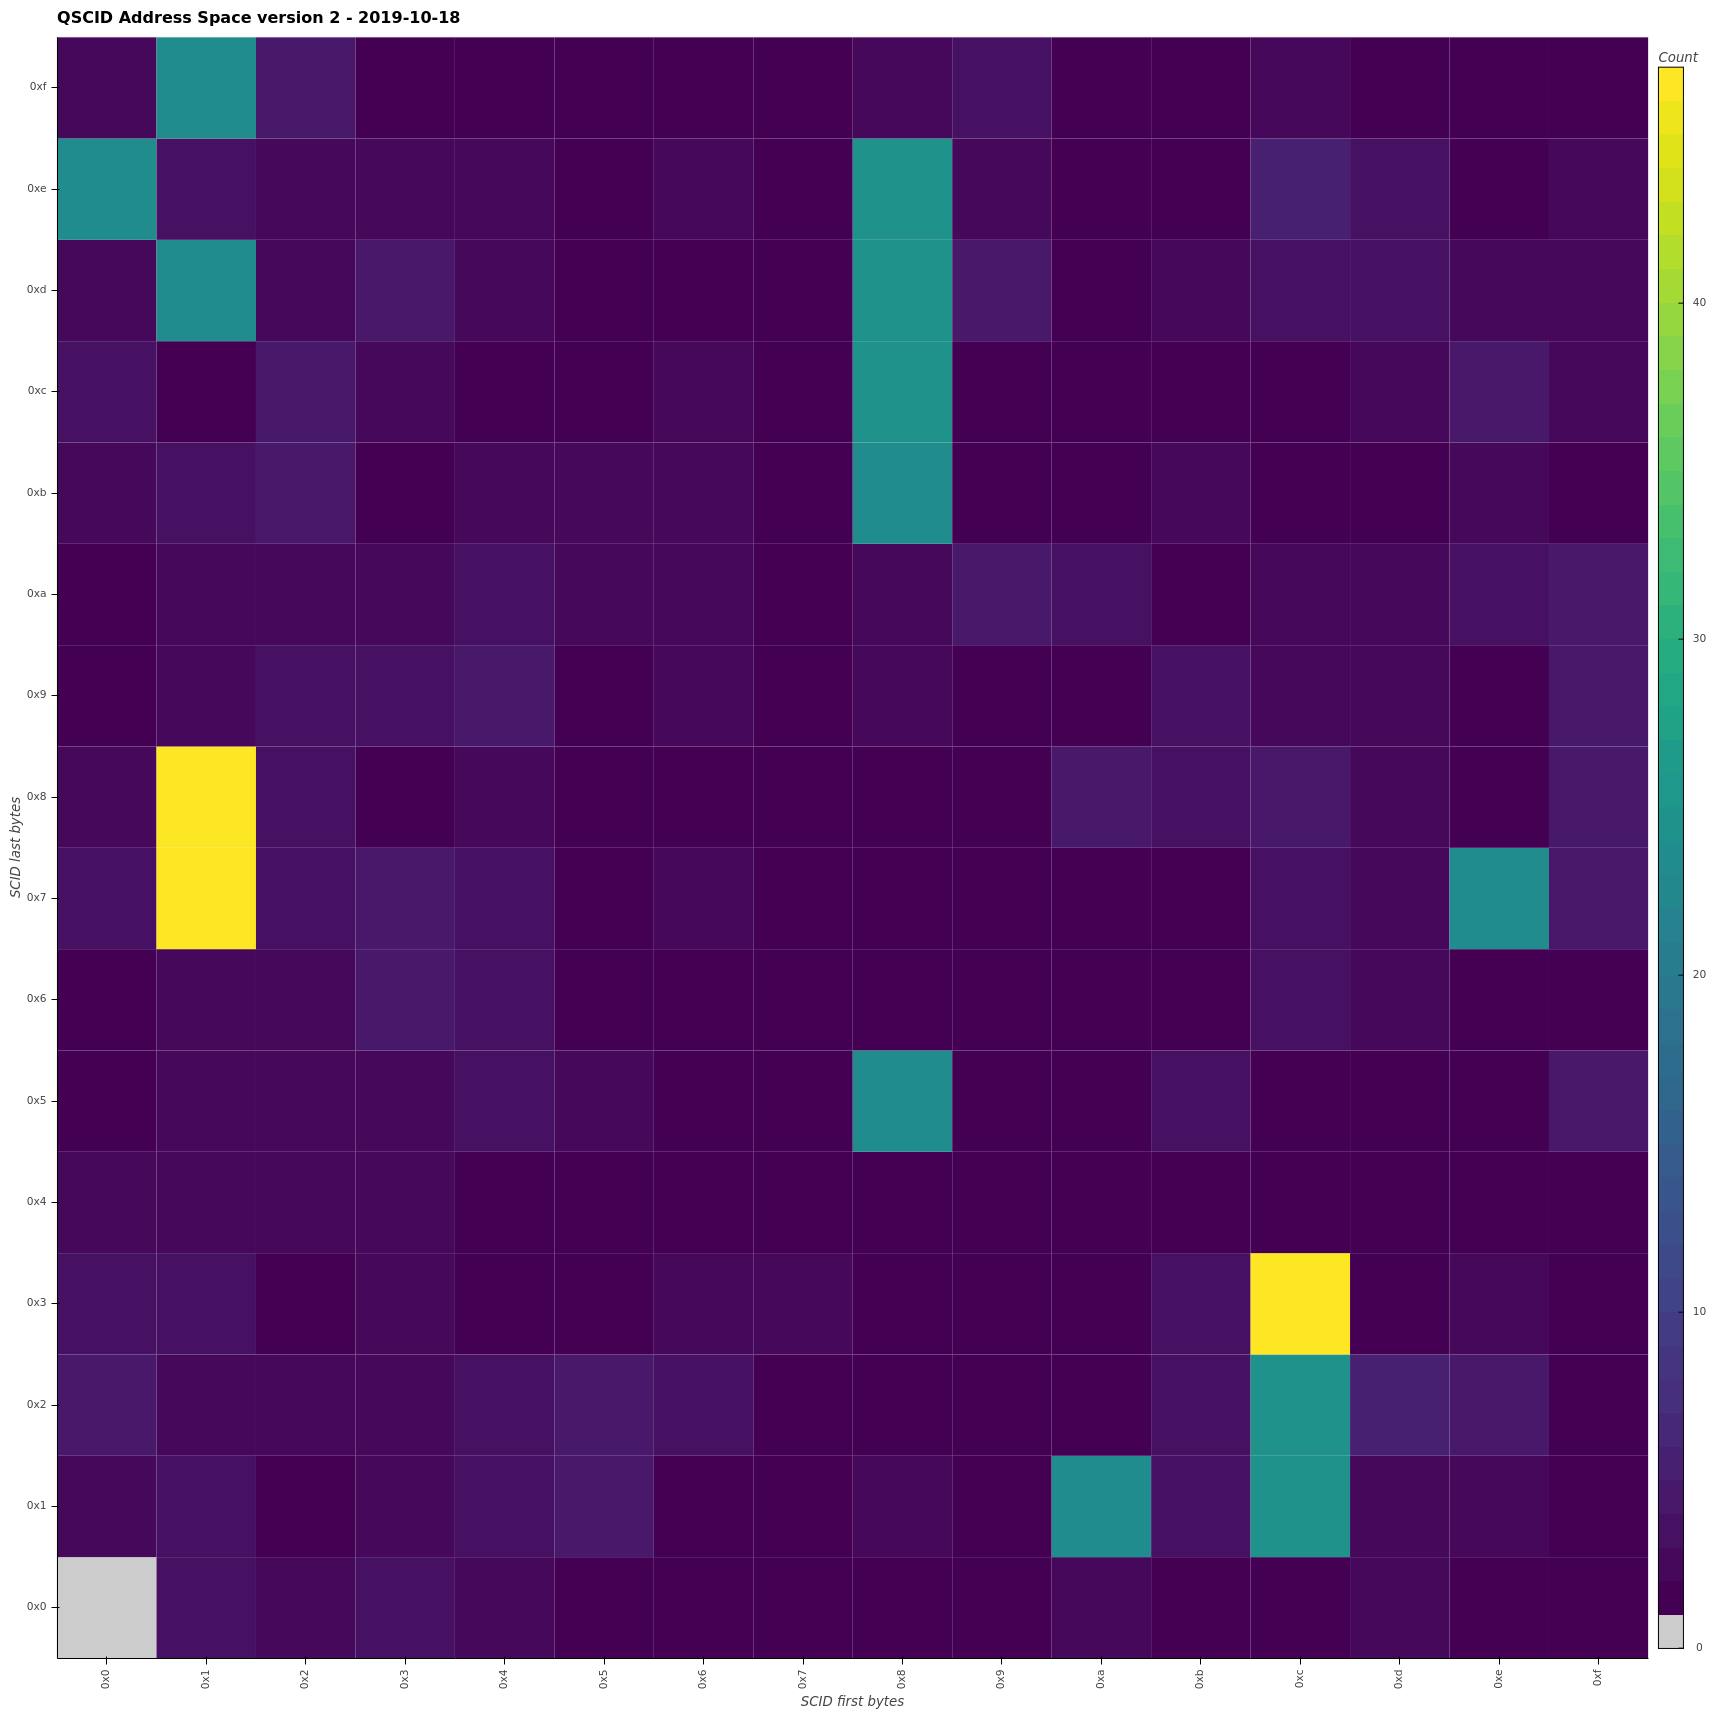 QSCID Address Space version 2 - 2019-10-18
Count
0xf
0xe
0xd
0xc
0xb
0xa
0x9
0x8
0x7
0x6
0x5
0x4
0x3
0x2
0x1
0x0
SCID last bytes
40
30
20
10
0
0x0 0x1 0x2 0x3 0x4 0x5 0x6 0x7 0x8 0x9 0xa 0xb 0xc 0xd 0xe 0xf
SCID first bytes